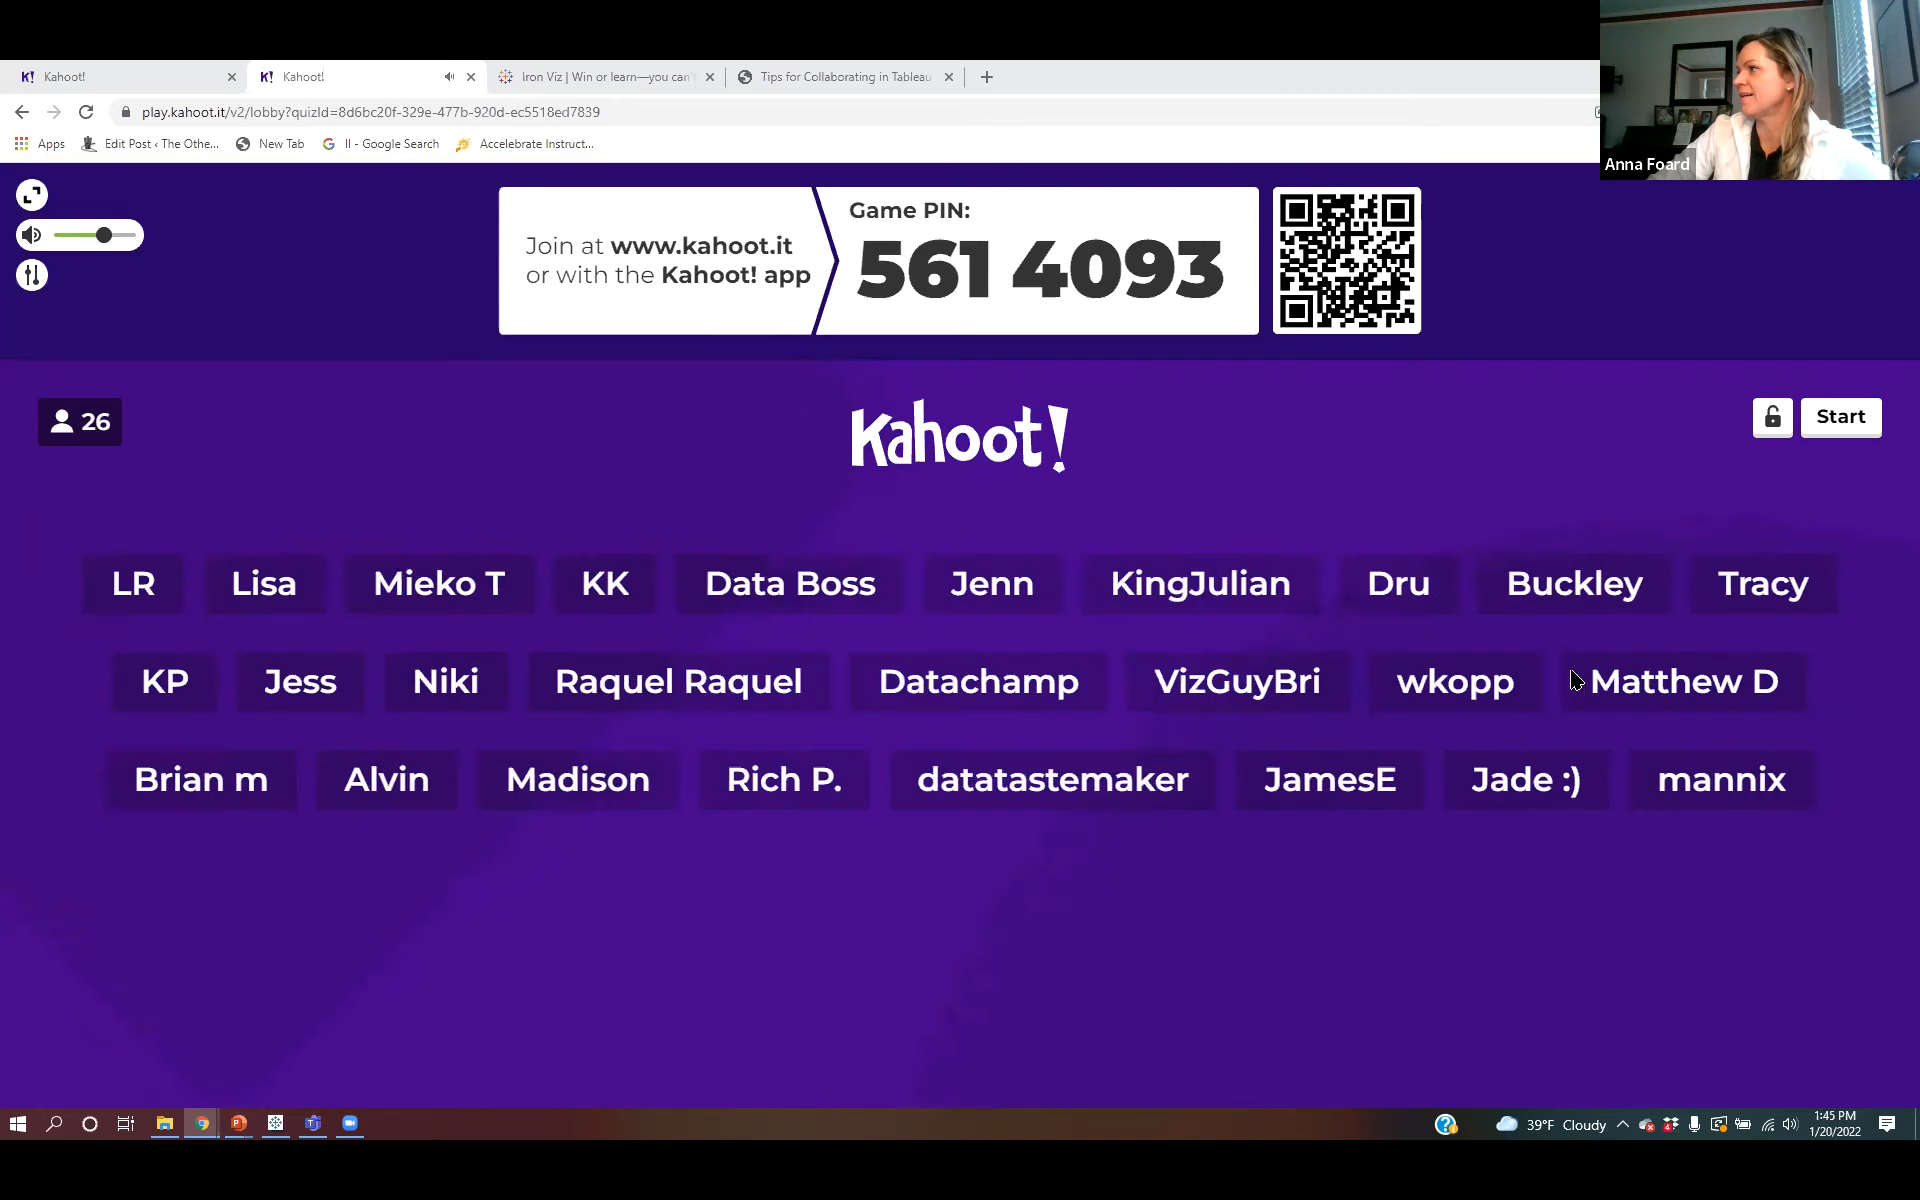 K! Kahoot!
K! Kahoot!
Iron Viz | Win or learn—you can'
Tips for Collaborating in Tableau
play.kahoot.it/v2/lobby?quizId=8d6bc20f-329e-477b-920d-ec5518ed7839
Apps
Edit Post ‹ The Othe...
New Tab
II - Google Search
Accelebrate Instruct...
Anna Foard
Join at www.kahoot.it
or with the Kahoot! app
Game PIN:
561 4093
26
Kahoot!
Start
LR Lisa Mieko T KK Data Boss Jenn KingJulian Dru Buckley Tracy
KP Jess Niki Raquel Raquel Datachamp VizGuyBri wkopp Matthew D
Brian m Alvin Madison Rich P. datatastemaker JamesE Jade :) mannix
39°F Cloudy
1:45 PM
1/20/2022